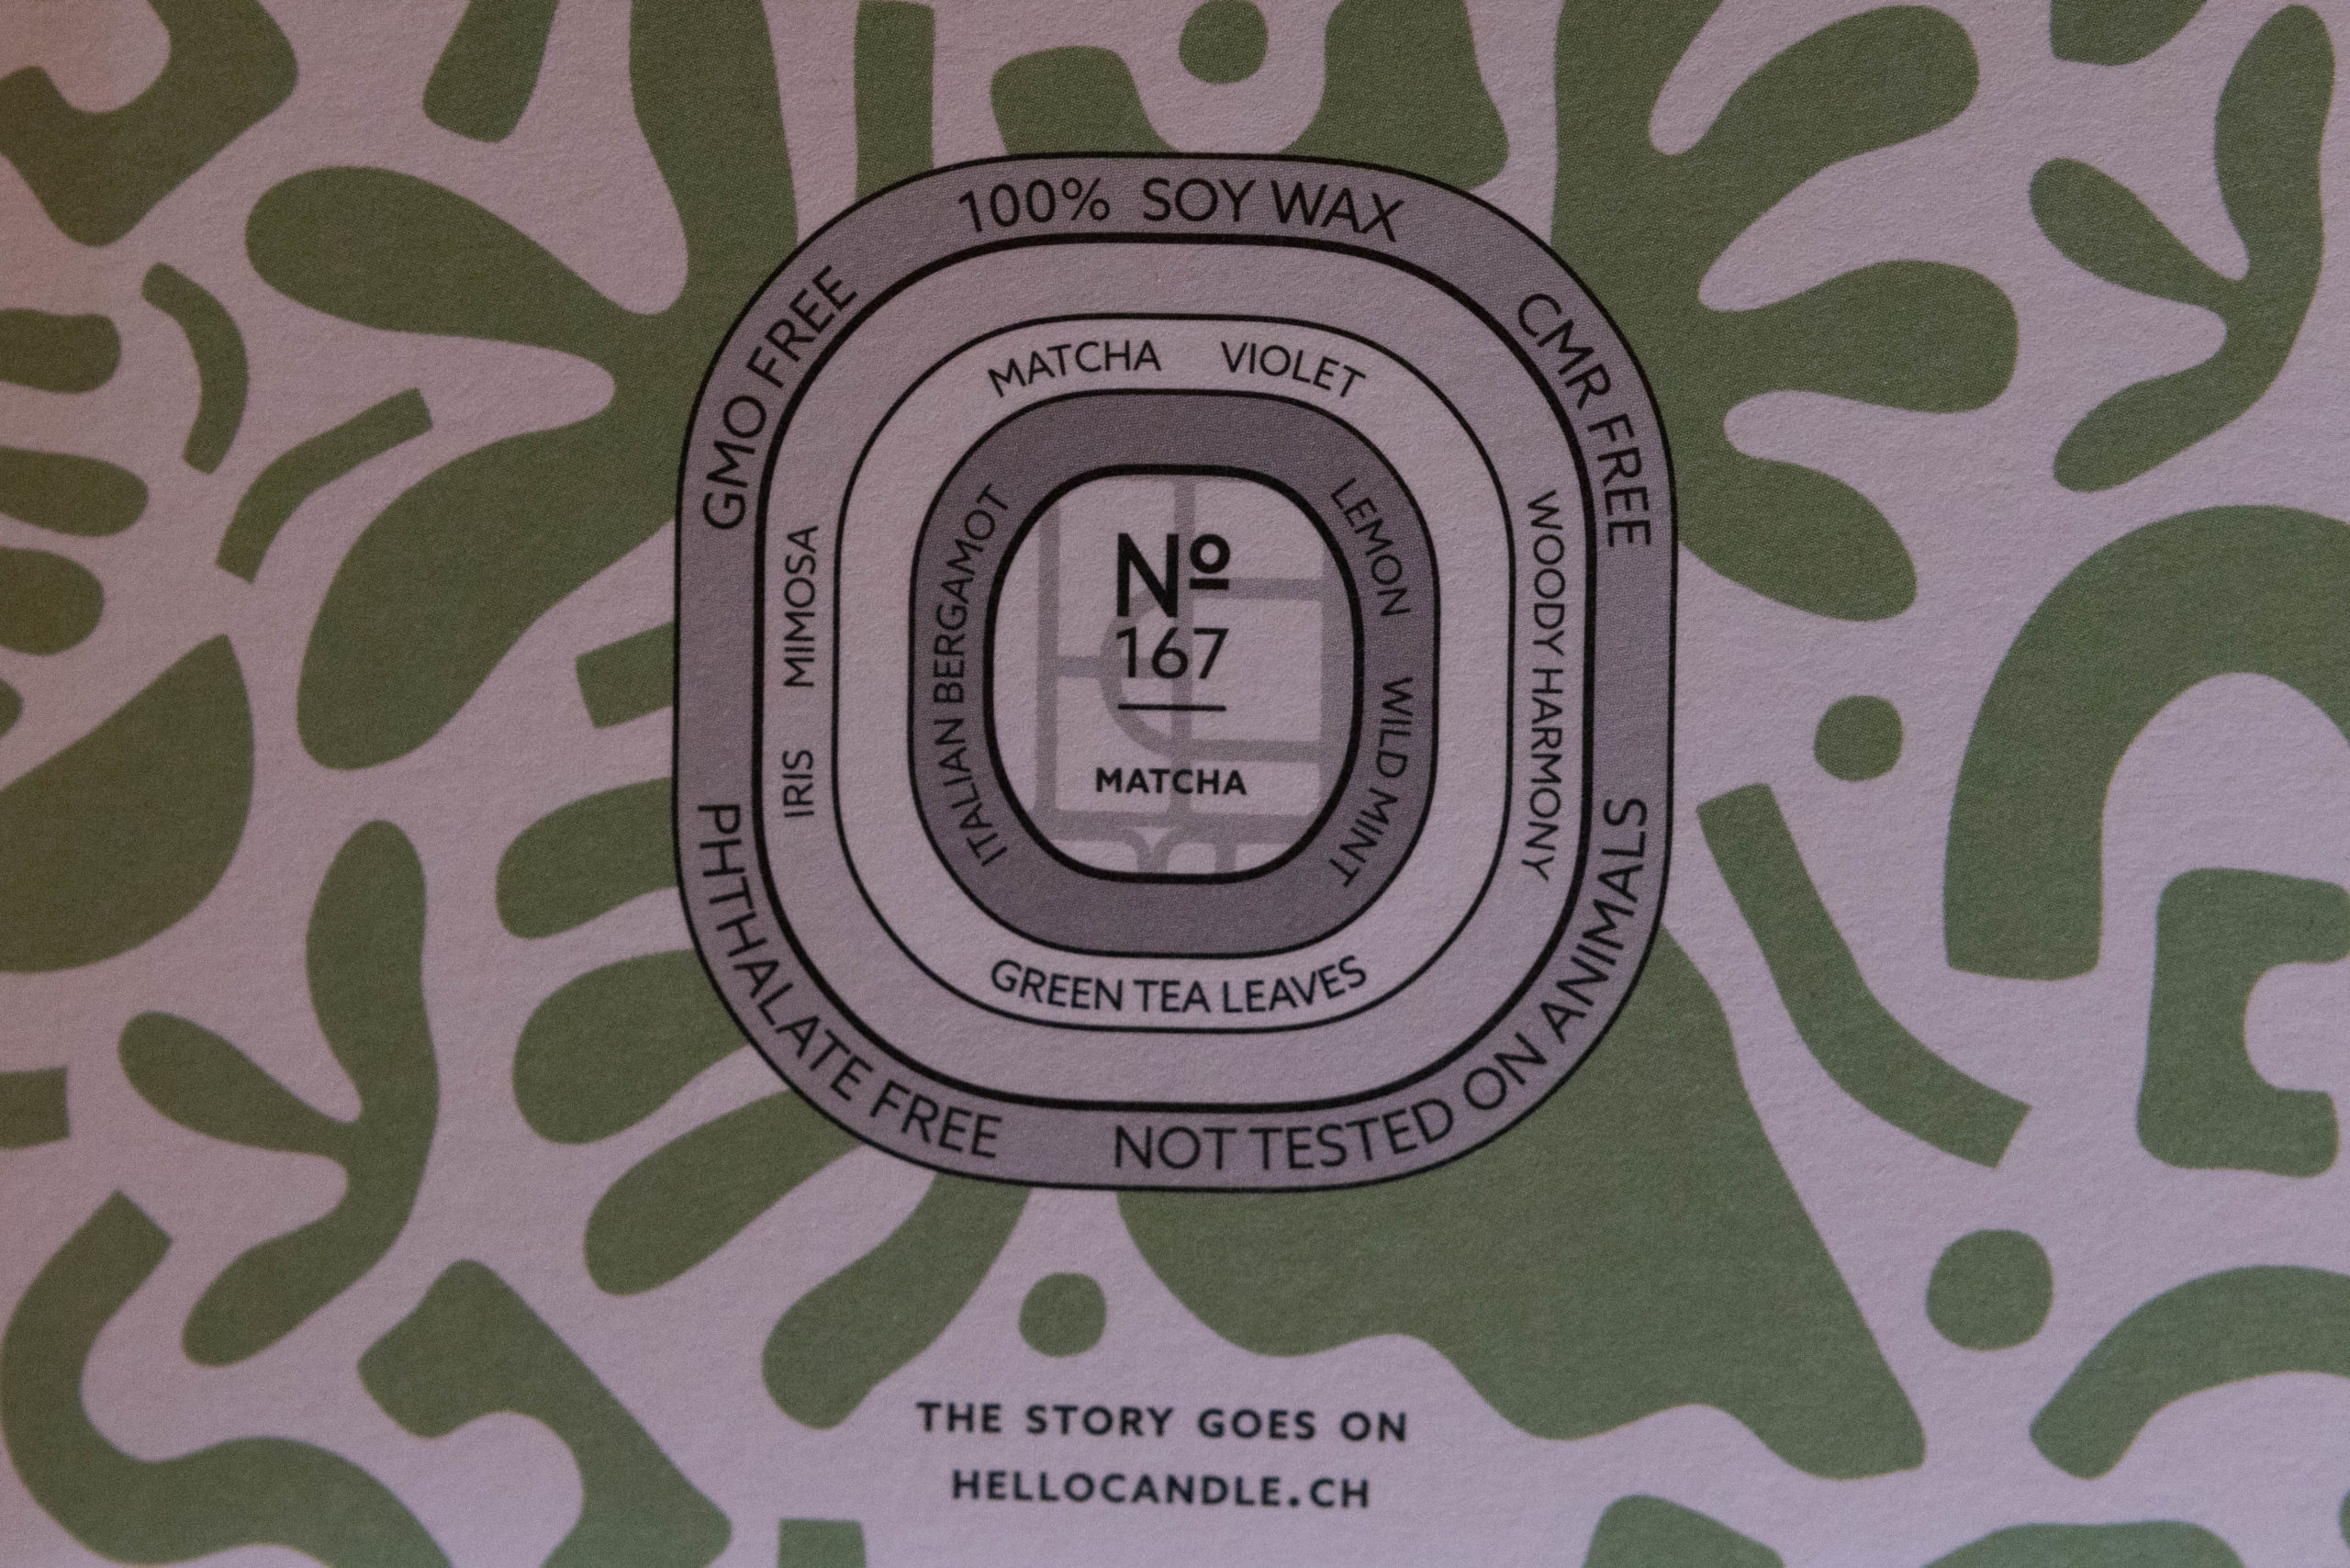 100% SOY WAX
CMR FREE
NOT TESTED ON ANIMALS
PHTHALATE FREE
GMO FREE
WOODY HARMONY
IRIS MIMOSA
MATCHA VIOLET
GREEN TEA LEAVES
ITALIAN BERGAMOT
LEMON WILD MINT
Nº
167
MATCHA
THE STORY GOES ON
HELLOCANDLE.CH